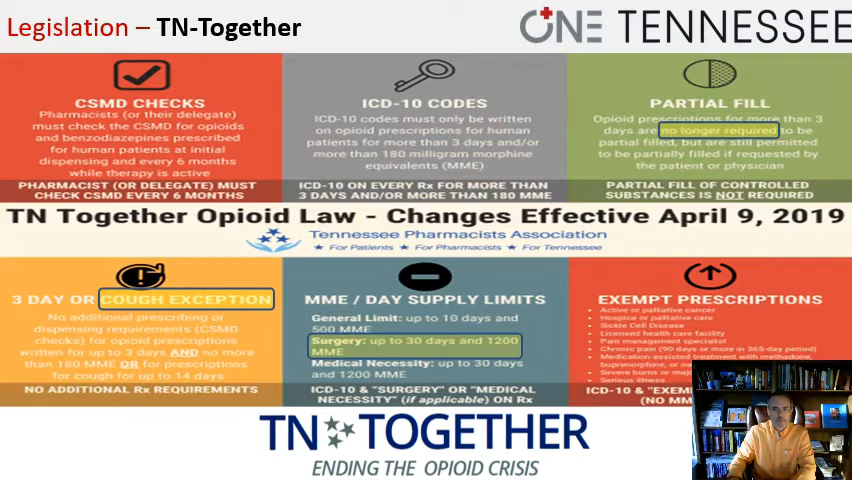 Legislation – TN-Together
ONE TENNESSEE
CSMD CHECKS
Pharmacists (or their delegate)
must check the CSMD for opioids
and benzodiazepines prescribed
for human patients at initial
dispensing and every 6 months
while therapy is active
PHARMACIST (OR DELEGATE) MUST
CHECK CSMD EVERY 6 MONTHS
ICD-10 CODES
ICD-10 codes must only be written
on opioid prescriptions for human
patients for more than 3 days and/or
more than 180 milligram morphine
equivalents (MME)
ICD-10 ON EVERY Rx FOR MORE THAN
3 DAYS AND/OR MORE THAN 180 MME
PARTIAL FILL
Opioid prescriptions for more than 3
days are no longer required to be
partial filled, but are still permitted
to be partially filled if requested by
the patient or physician
PARTIAL FILL OF CONTROLLED
SUBSTANCES IS NOT REQUIRED
TN Together Opioid Law - Changes Effective April 9, 2019
Tennessee Pharmacists Association
★ For Patients ★ For Pharmacists ★ For Tennessee
3 DAY OR COUGH EXCEPTION
No additional prescribing or
dispensing requirements (CSMD
checks) for opioid prescriptions
written for up to 3 days AND no more
than 180 MME OR for prescriptions
for cough for up to 14 days
NO ADDITIONAL Rx REQUIREMENTS
MME / DAY SUPPLY LIMITS
General Limit: up to 10 days and
500 MME
Surgery: up to 30 days and 1200
MME
Medical Necessity: up to 30 days
and 1200 MME
ICD-10 & "SURGERY" OR "MEDICAL
NECESSITY" (if applicable) ON Rx
EXEMPT PRESCRIPTIONS
• Active or palliative cancer
• Hospice or palliative care
• Sickle Cell Disease
• Licensed health care facility
• Pain management specialist
• Chronic pain (90 days or more in 365-day period)
• Medication-assisted treatment with methadone,
buprenorphine, or na
• Severe burns or maj
• Serious illness
ICD-10 & "EXEM
(NO MM
TN TOGETHER
ENDING THE OPIOID CRISIS